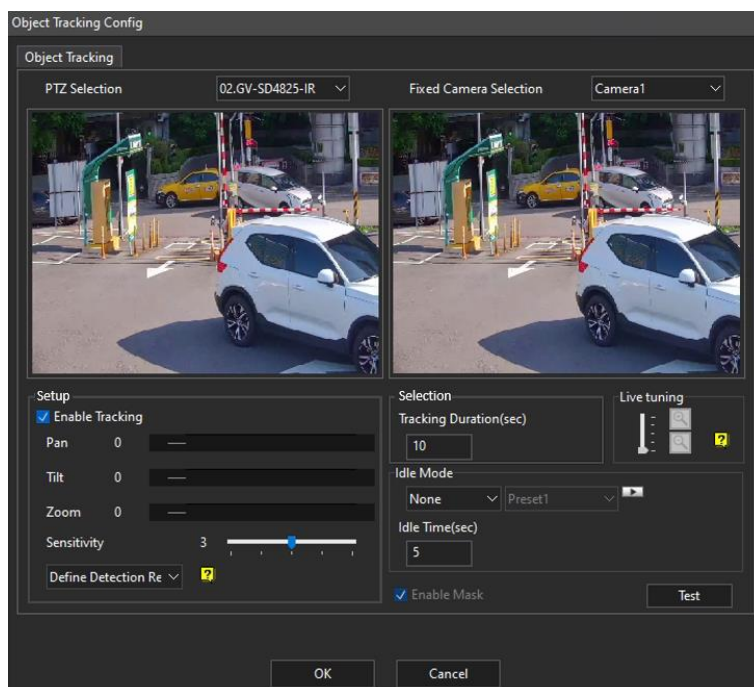 Object Tracking Config
Object Tracking
PTZ Selection 02.GV-SD4825-IR Fixed Camera Selection Camera1
Setup
Enable Tracking
Pan 0
Tilt 0
Zoom 0
Sensitivity 3
Define Detection Re ?
Selection
Tracking Duration(sec)
10
Live tuning
?
Idle Mode
None Preset1
Idle Time(sec)
5
Enable Mask Test
OK Cancel